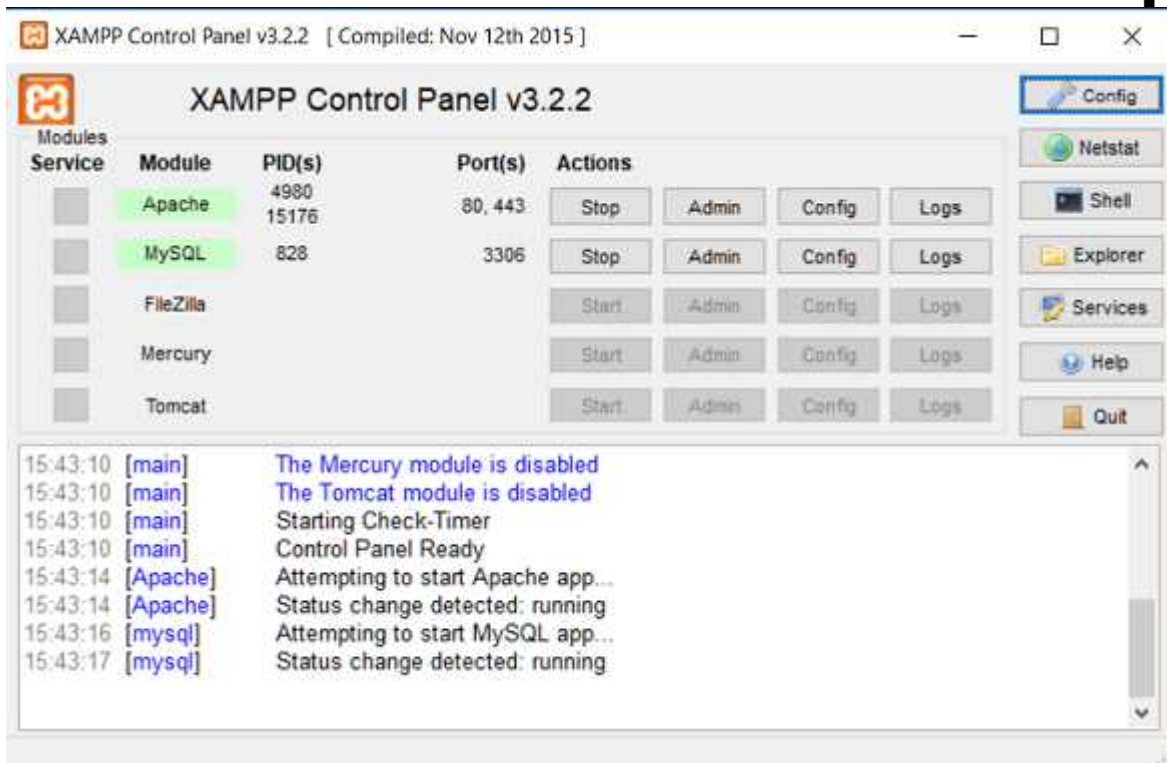 XAMPP Control Panel v3.2.2 [ Compiled: Nov 12th 2015 ]
XAMPP Control Panel v3.2.2
Config
Modules
Netstat
Service Module PID(s) Port(s) Actions
Apache 4980 15176 80, 443 Stop Admin Config Logs
Shell
MySQL 828 3306 Stop Admin Config Logs
Explorer
FileZilla Start Admin Config Logs
Services
Mercury Start Admin Config Logs
Help
Tomcat Start Admin Config Logs
Quit
15:43:10 [main] The Mercury module is disabled
15:43:10 [main] The Tomcat module is disabled
15:43:10 [main] Starting Check-Timer
15:43:10 [main] Control Panel Ready
15:43:14 [Apache] Attempting to start Apache app...
15:43:14 [Apache] Status change detected: running
15:43:16 [mysql] Attempting to start MySQL app...
15:43:17 [mysql] Status change detected: running